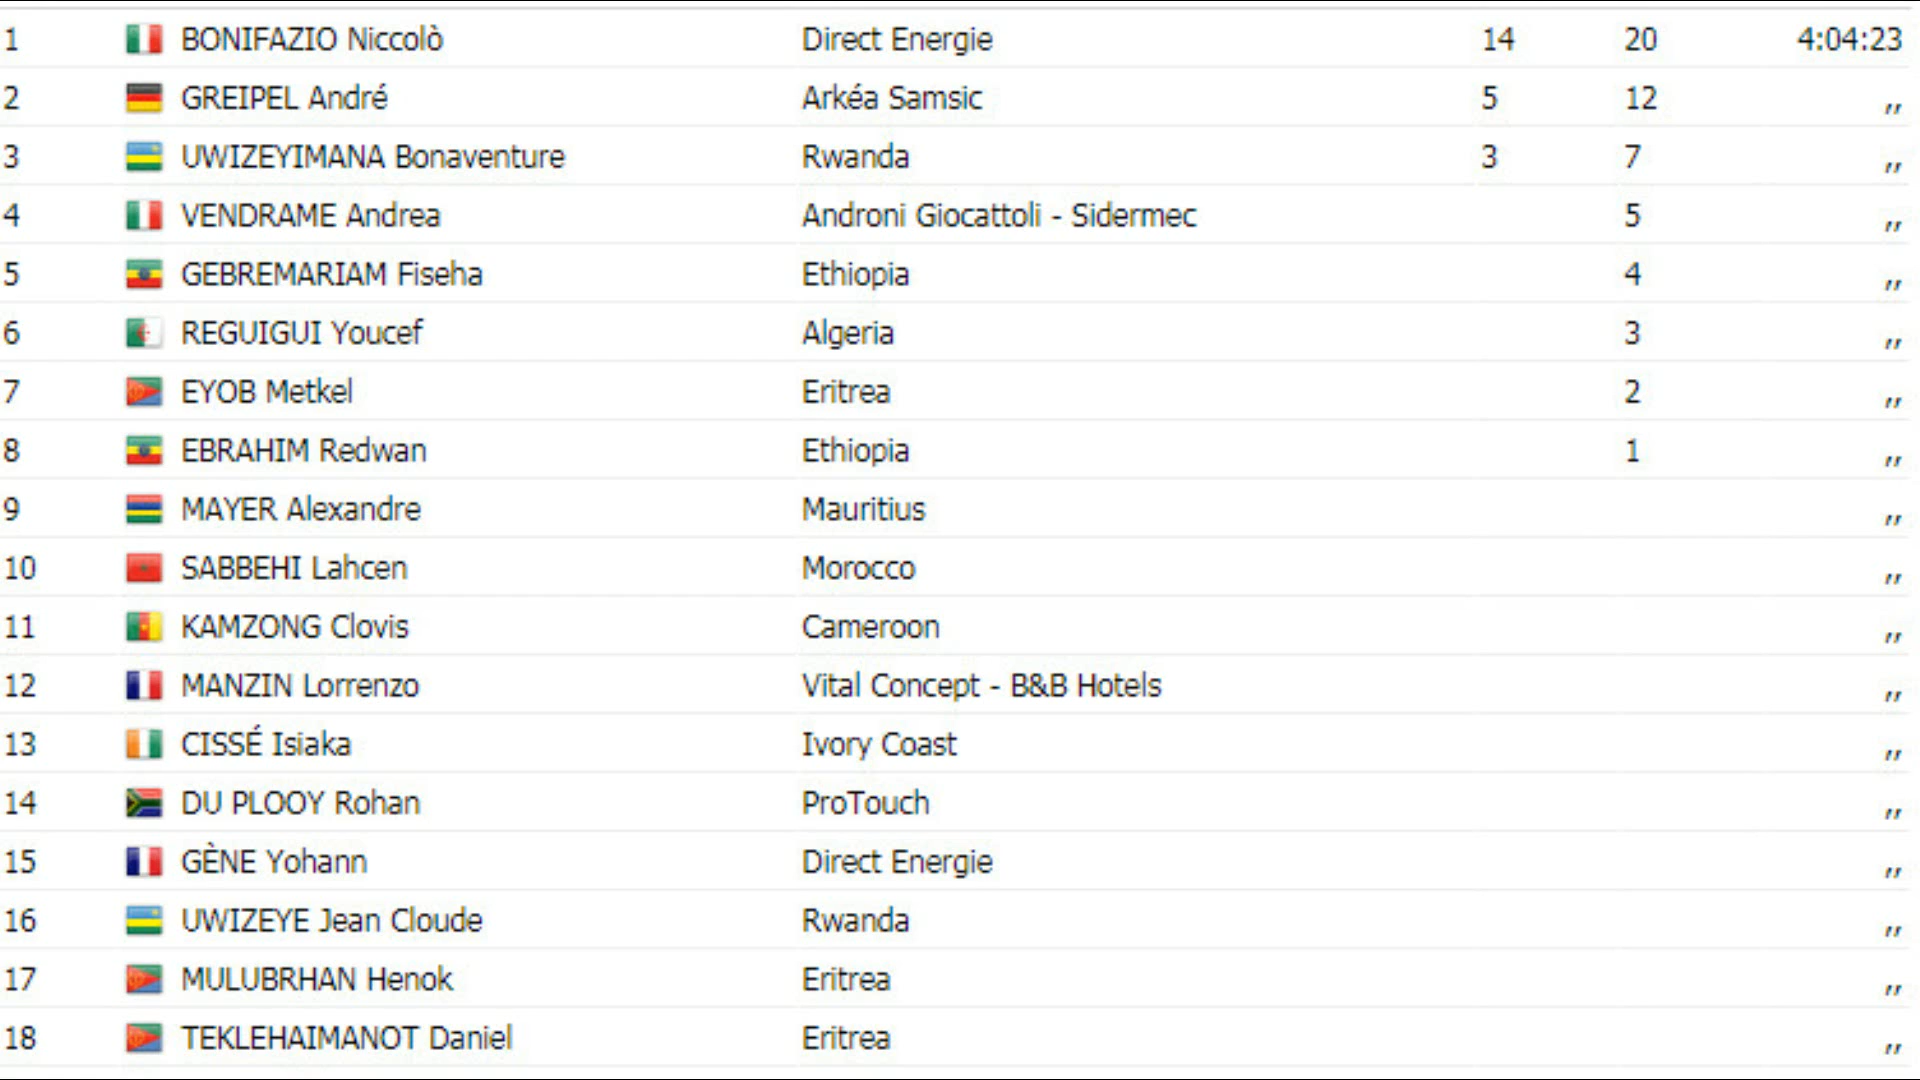 1 BONIFAZIO Niccolò Direct Energie 14 20 4:04:23
2 GREIPEL André Arkéa Samsic 5 12 ,,
3 UWIZEYIMANA Bonaventure Rwanda 3 7 ,,
4 VENDRAME Andrea Androni Giocattoli - Sidermec 5 ,,
5 GEBREMARIAM Fiseha Ethiopia 4 ,,
6 REGUIGUI Youcef Algeria 3 ,,
7 EYOB Metkel Eritrea 2 ,,
8 EBRAHIM Redwan Ethiopia 1 ,,
9 MAYER Alexandre Mauritius ,,
10 SABBEHI Lahcen Morocco ,,
11 KAMZONG Clovis Cameroon ,,
12 MANZIN Lorrenzo Vital Concept - B&B Hotels ,,
13 CISSÉ Isiaka Ivory Coast ,,
14 DU PLOOY Rohan ProTouch ,,
15 GÈNE Yohann Direct Energie ,,
16 UWIZEYE Jean Cloude Rwanda ,,
17 MULUBRHAN Henok Eritrea ,,
18 TEKLEHAIMANOT Daniel Eritrea ,,